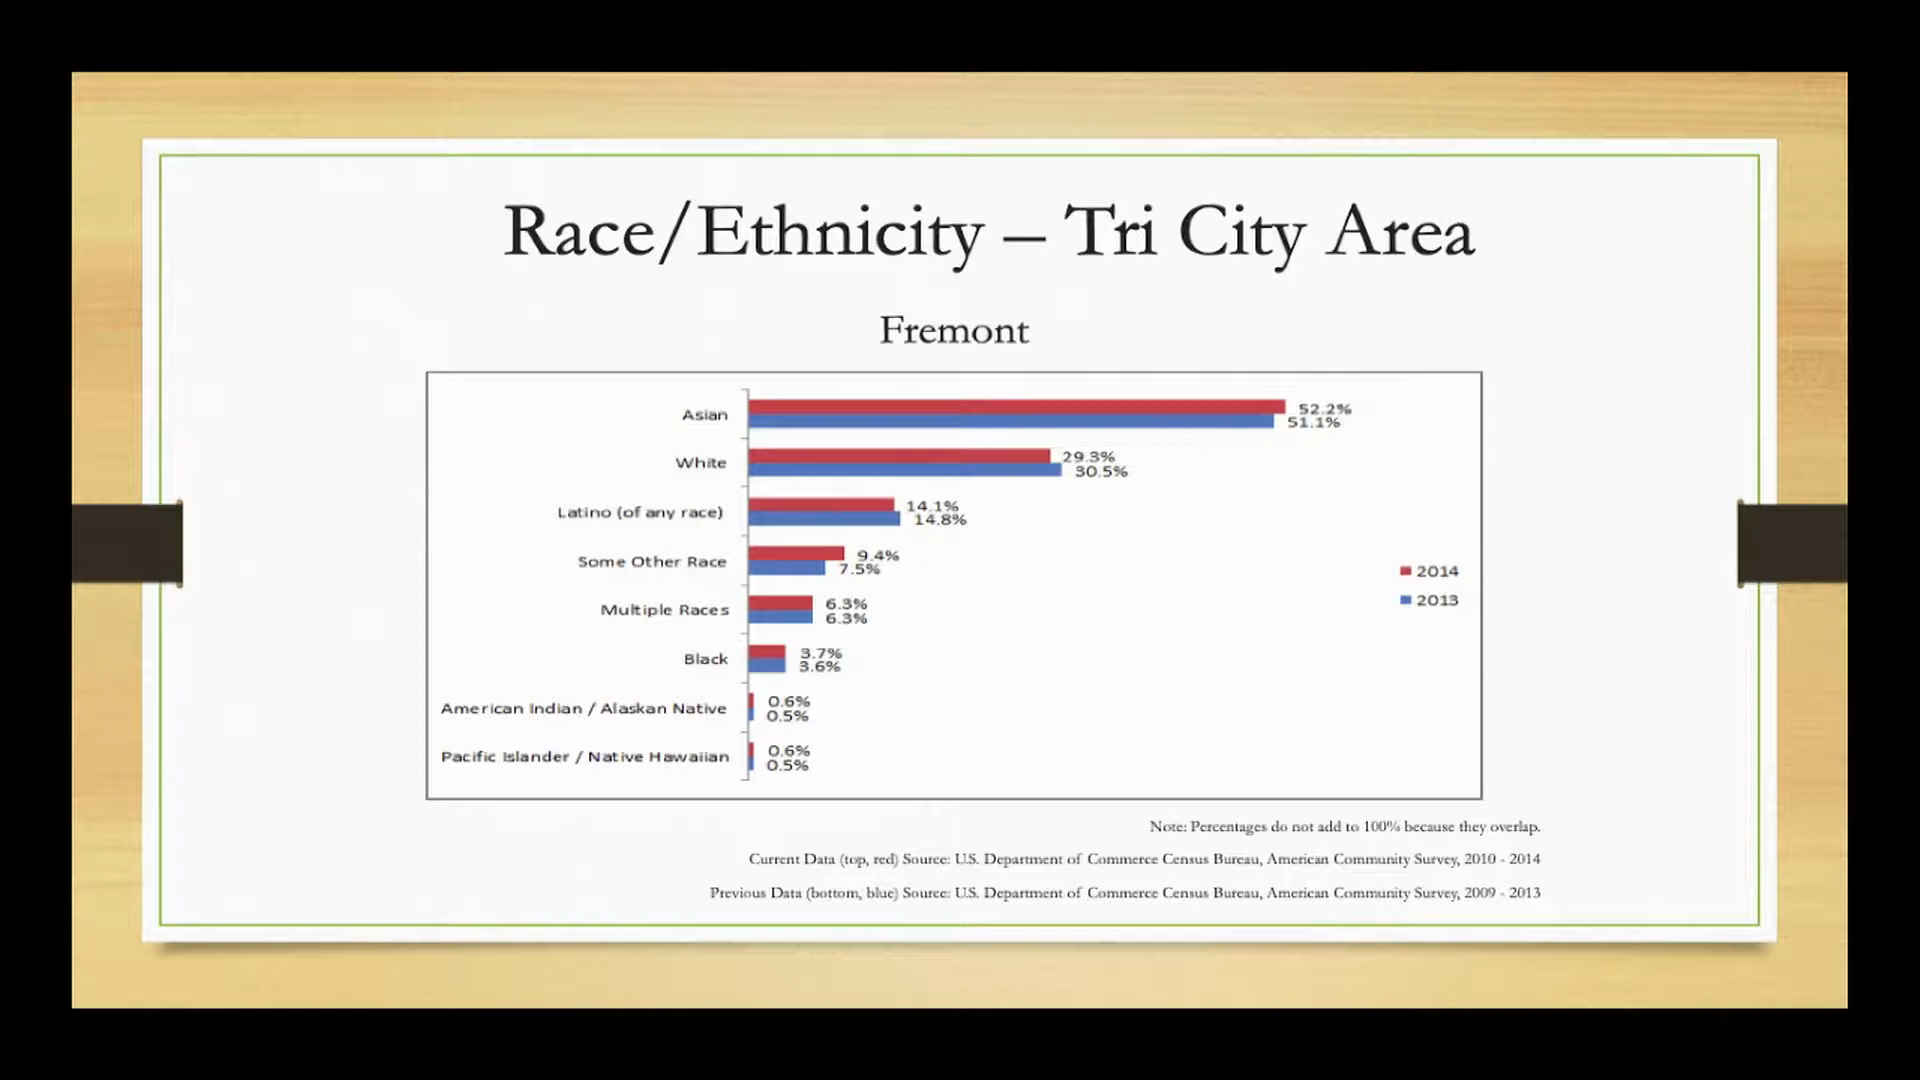 Race/Ethnicity – Tri City Area
Fremont
Asian
52.2%
51.1%
White
29.3%
30.5%
Latino (of any race)
14.1%
14.8%
Some Other Race
9.4%
7.5%
Multiple Races
6.3%
6.3%
Black
3.7%
3.6%
American Indian / Alaskan Native
0.6%
0.5%
Pacific Islander / Native Hawaiian
0.6%
0.5%
2014
2013
Note: Percentages do not add to 100% because they overlap.
Current Data (top, red) Source: U.S. Department of Commerce Census Bureau, American Community Survey, 2010 - 2014
Previous Data (bottom, blue) Source: U.S. Department of Commerce Census Bureau, American Community Survey, 2009 - 2013